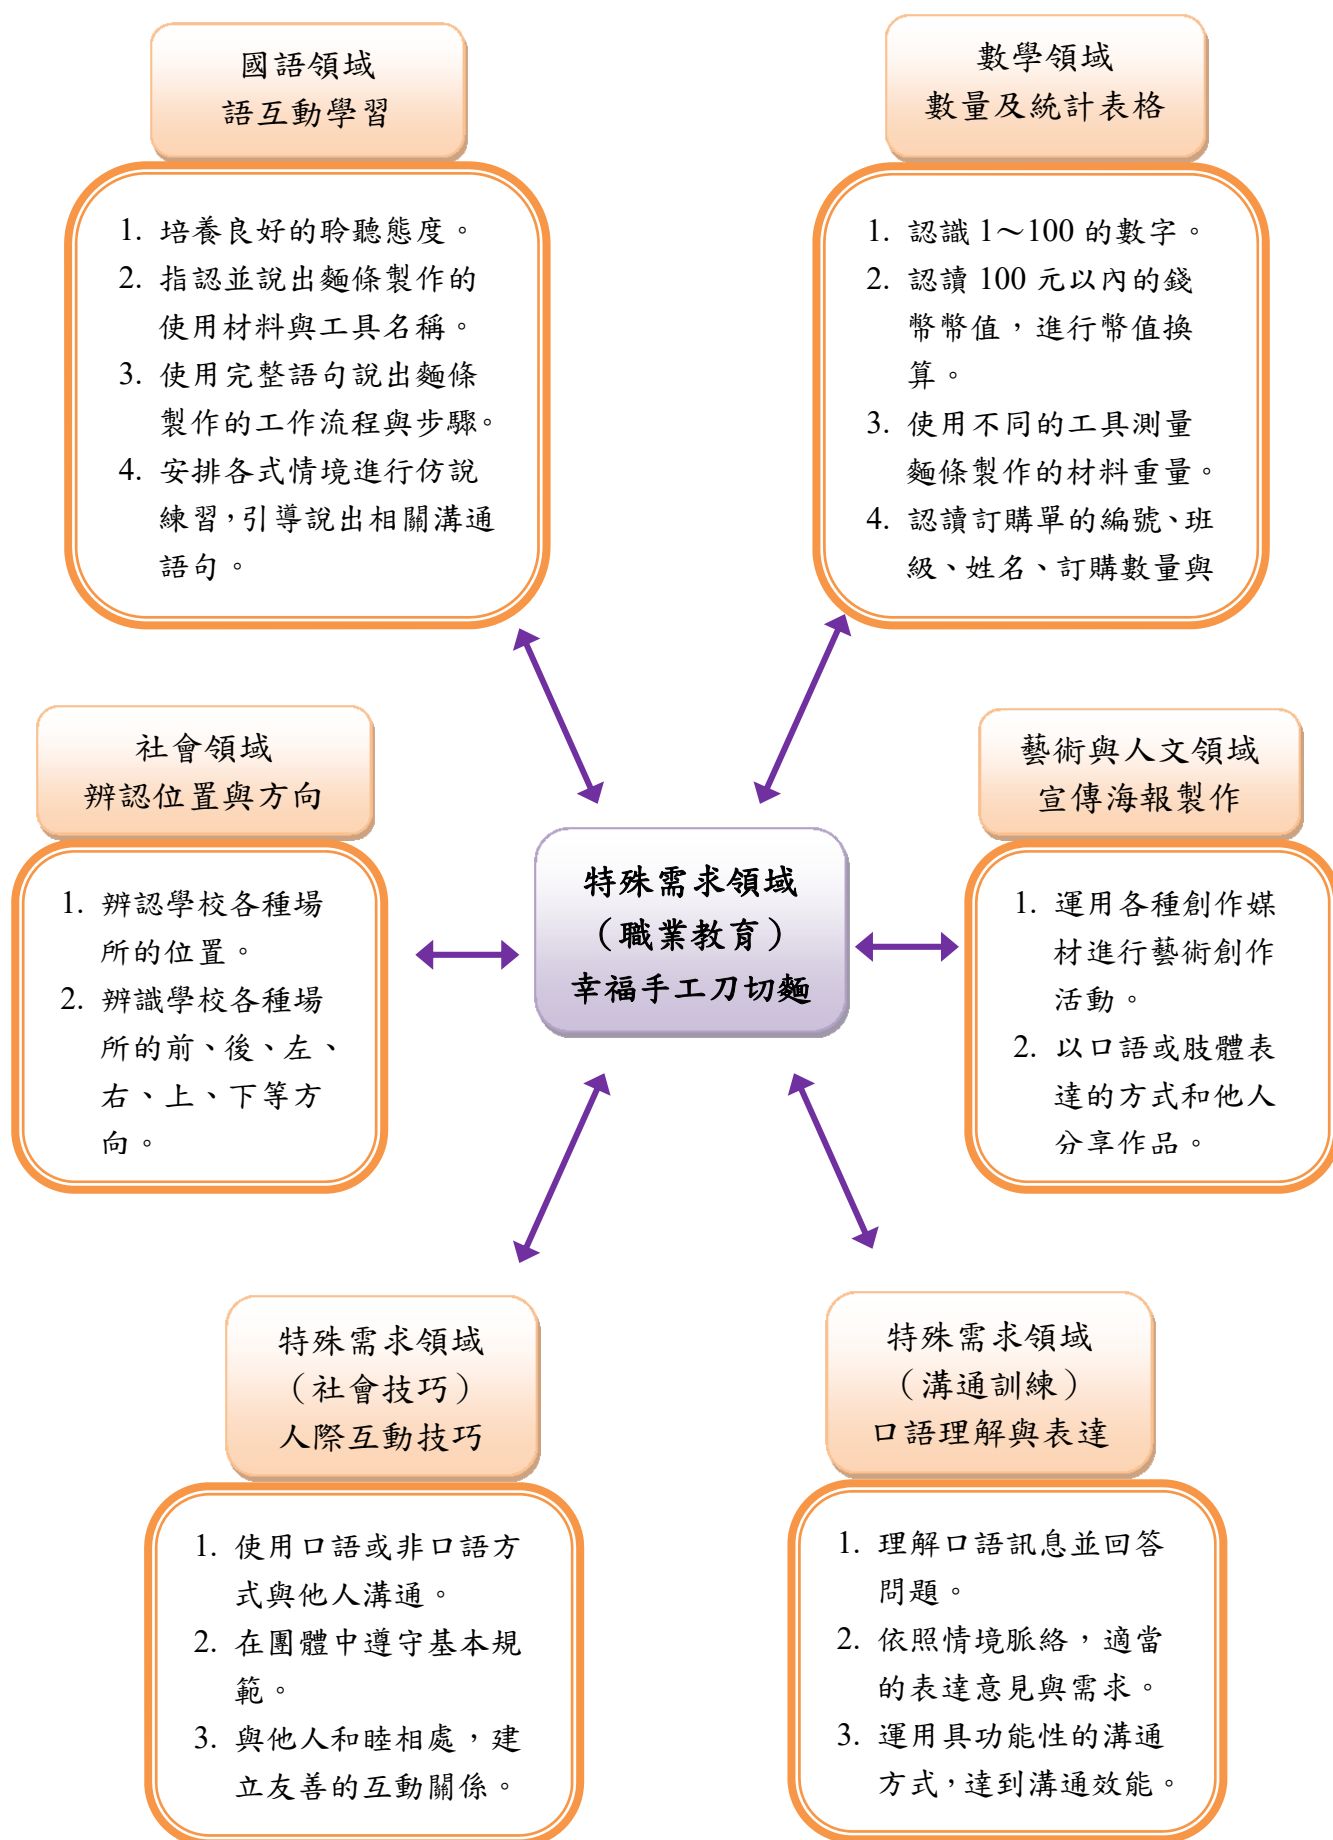 國語領域
語互動學習
1. 培養良好的聆聽態度。
2. 指認並說出麵條製作的
使用材料與工具名稱。
3. 使用完整語句說出麵條
製作的工作流程與步驟。
4. 安排各式情境進行仿說
練習，引導說出相關溝通
語句。
數學領域
數量及統計表格
1. 認識 1～100 的數字。
2. 認讀 100 元以內的錢
幣幣值，進行幣值換
算。
3. 使用不同的工具測量
麵條製作的材料重量。
4. 認讀訂購單的編號、班
級、姓名、訂購數量與
社會領域
辨認位置與方向
1. 辨認學校各種場
所的位置。
2. 辨識學校各種場
所的前、後、左、
右、上、下等方
向。
特殊需求領域
（職業教育）
幸福手工刀切麵
藝術與人文領域
宣傳海報製作
1. 運用各種創作媒
材進行藝術創作
活動。
2. 以口語或肢體表
達的方式和他人
分享作品。
特殊需求領域
（社會技巧）
人際互動技巧
1. 使用口語或非口語方
式與他人溝通。
2. 在團體中遵守基本規
範。
3. 與他人和睦相處，建
立友善的互動關係。
特殊需求領域
（溝通訓練）
口語理解與表達
1. 理解口語訊息並回答
問題。
2. 依照情境脈絡，適當
的表達意見與需求。
3. 運用具功能性的溝通
方式，達到溝通效能。